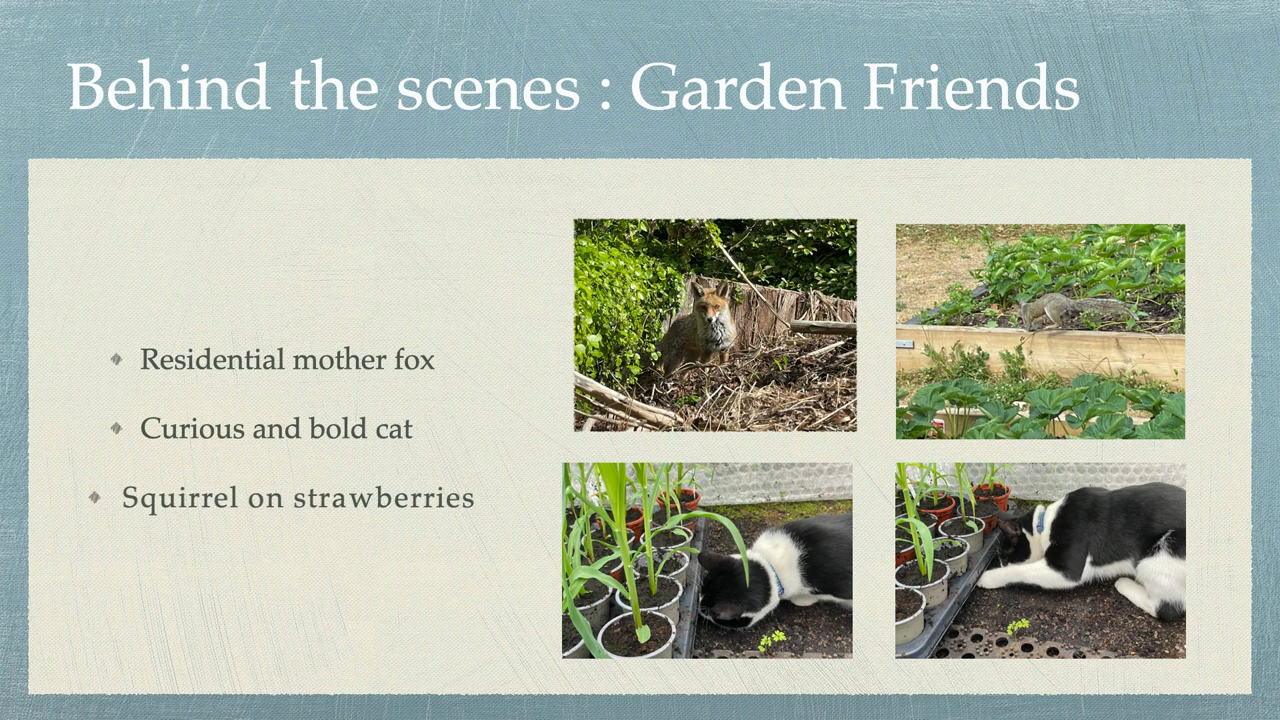 Behind the scenes : Garden Friends
Residential mother fox
Curious and bold cat
Squirrel on strawberries